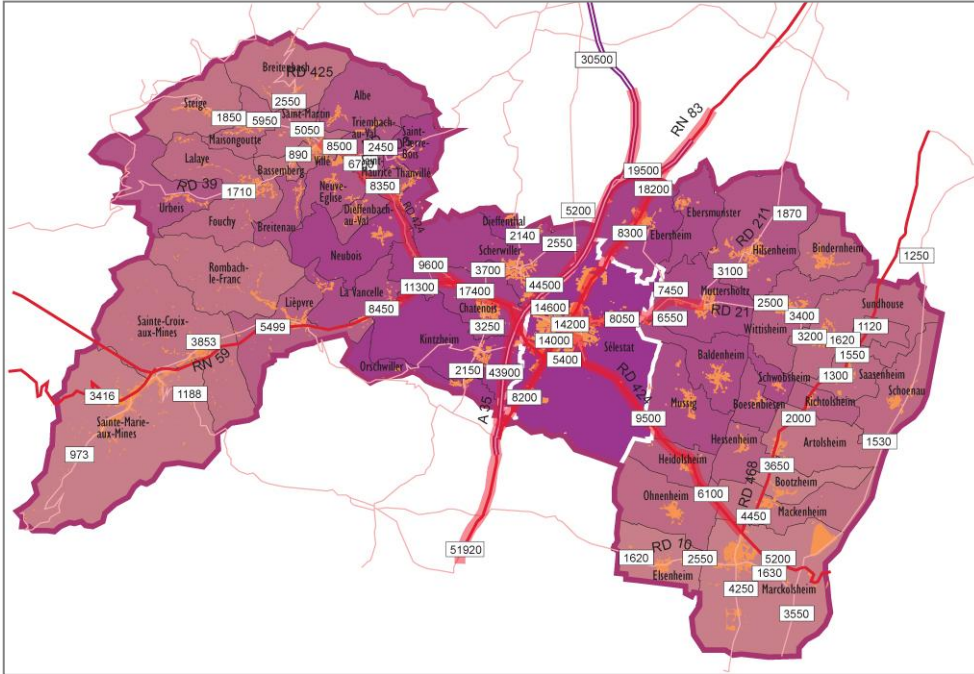 30500
Breitenbach
RD 425
2550
Albe
Steige
1850
5950
Saint-Martin
5050
Triembach-
au-Val
Saint-
Pierre-
Bois
Maisongoutte
890
8500
Villé
2450
Lalaye
Bassemberg
Saint-
Maurice
Thanvillé
8350
RD 39
1710
Neuve-
Eglise
Urbeis
Fouchy
Breitenau
Dieffenbach
au-Val
RD 424
Neubois
RN 83
19500
18200
5200
8300
Ebersheim
Ebersmunster
1870
RD 211
Hilsenheim
Bindernheim
1250
Dieffenthal
2140
2550
Scherwiller
3700
9600
11300
17400
44500
Rombach-
le-Franc
La Vancelle
8450
Lièpvre
5499
Chatenois
3250
14600
14200
14000
8050
5400
7450
6550
3100
Muttersholtz
RD 21
2500
3400
Wittisheim
3200
Sundhouse
1120
1620
1550
Sainte-Croix
aux-Mines
3853
RN 59
Kintzheim
Orschwiller
2150
43900
8200
A 35
Sélestat
RD 424
9500
Baldenheim
Mussig
Schwobsheim
Boesenbiesen
1300
Saasenheim
Richtolsheim
Schoenau
2000
3416
1188
Sainte-Marie-
aux-Mines
973
Hessenheim
Artolsheim
1530
Heidolsheim
3650
Bootzheim
6100
RD 468
Ohnenheim
4450
Mackenheim
51920
1620
RD 10
2550
Elsenheim
5200
1630
4250
Marckolsheim
3550